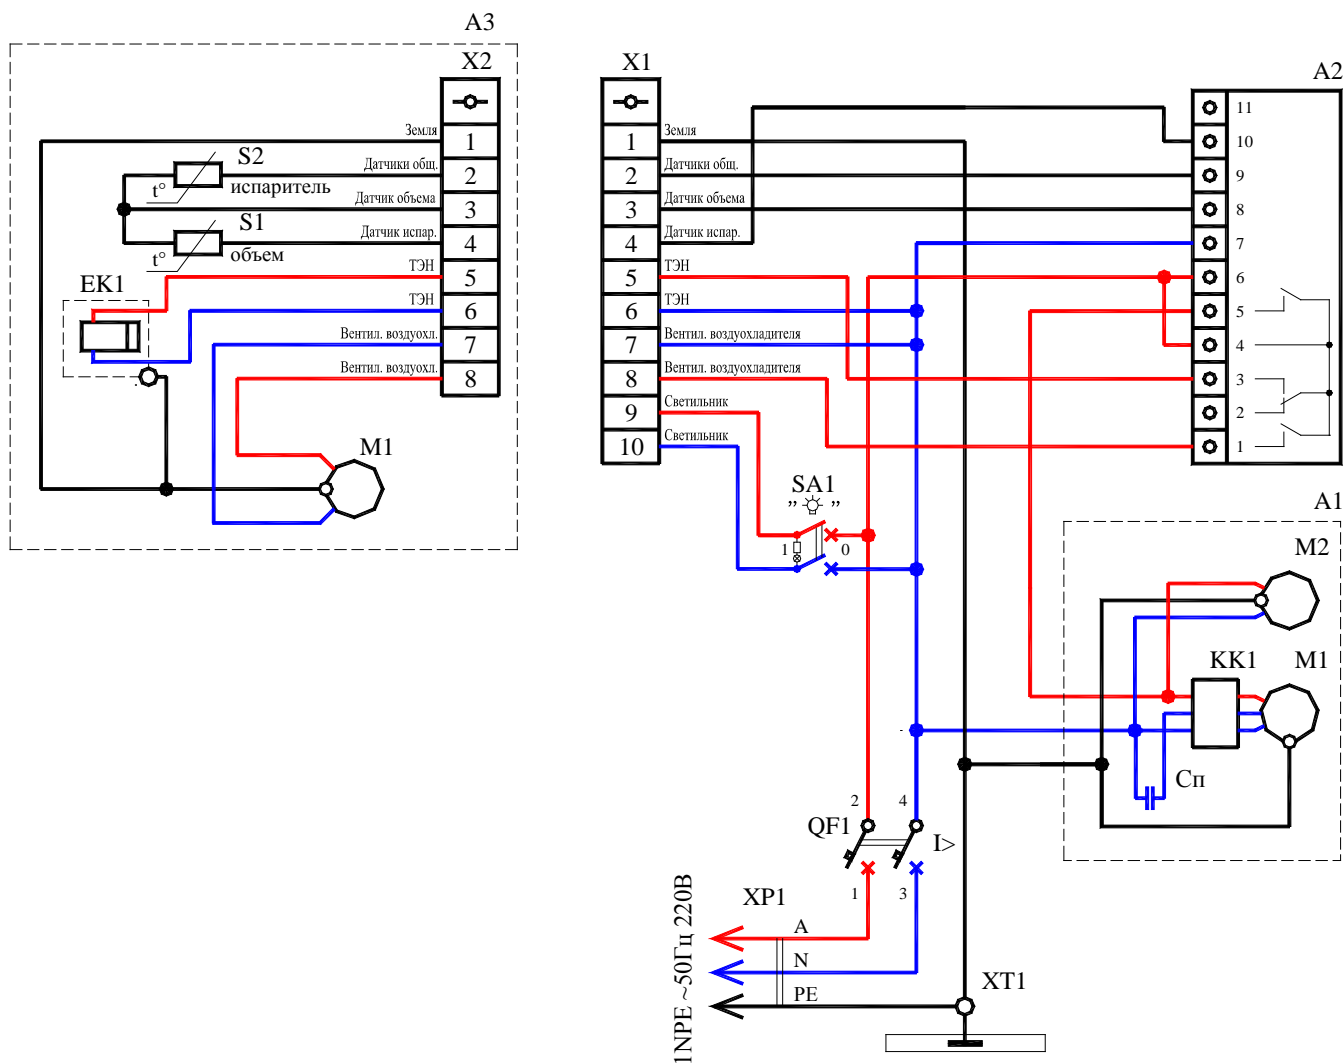 A3
X2
Земля
1
S2
Датчики общ.
2
t°
испаритель
Датчик объема
3
S1
Датчик испар.
4
t°
объем
ТЭН
5
EK1
ТЭН
6
Вентил. воздуохл.
7
Вентил. воздуохл.
8
M1
X1
1
Земля
2
Датчики общ.
3
Датчик объема
4
Датчик испар.
5
ТЭН
6
ТЭН
7
Вентил. воздуохладителя
8
Вентил. воздуохладителя
9
Светильник
10
Светильник
A2
11
10
9
8
7
6
5
4
3
2
1
SA1
” ”
1
0
A1
M2
KK1
M1
Сп
2
4
QF1
I>
1
3
XP1
A
N
PE
1NPE ~50Гц 220В
XT1